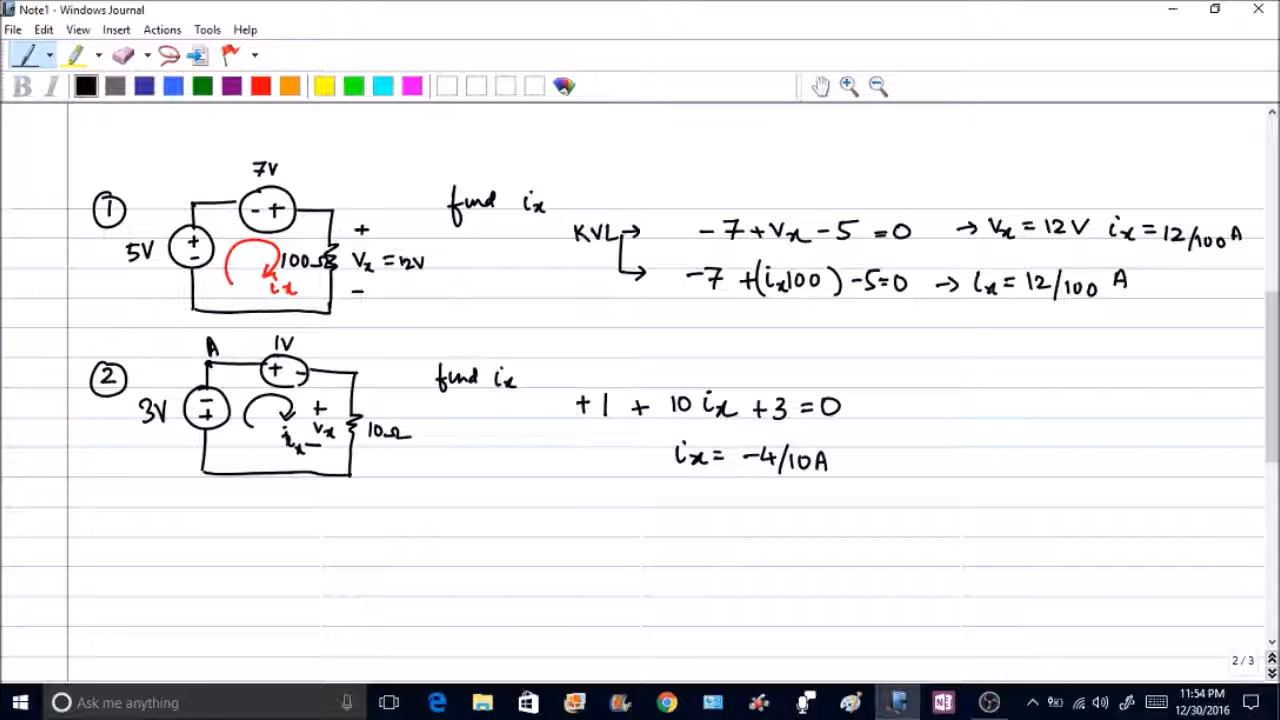 Note1 - Windows Journal
File Edit View Insert Actions Tools Help
B I
7V
① find ix
- +
+
5V + - 100Ω Vx = 12V
ix
-
KVL → -7 + Vx - 5 = 0 → Vx = 12V ix = 12/100 A
→ -7 + (ix100) - 5 = 0 → ix = 12/100 A
A 1V
② + - find ix
3V - + + Vx - 10Ω
ix
+1 + 10 ix + 3 = 0
ix = -4/10A
2 / 3
Ask me anything
11:54 PM
12/30/2016